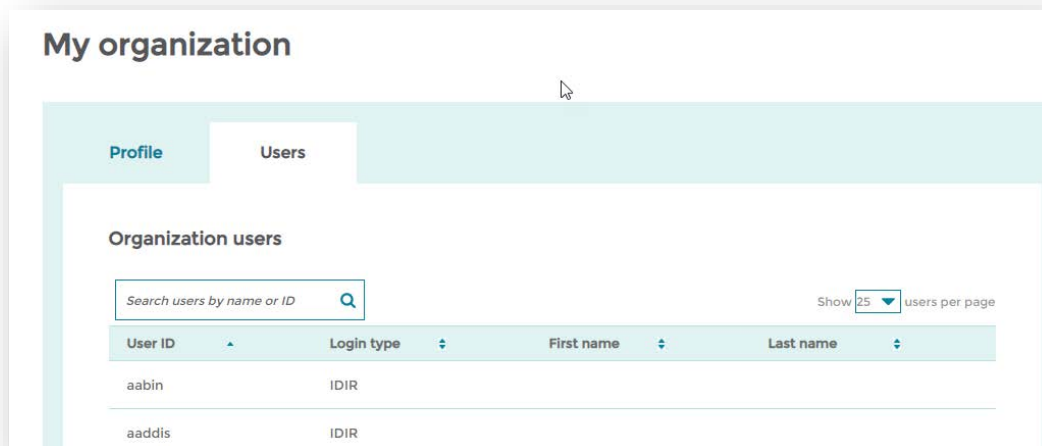 My organization
Profile Users
Organization users
Search users by name or ID
Show 25 users per page
User ID Login type First name Last name
aabin IDIR
aaddis IDIR